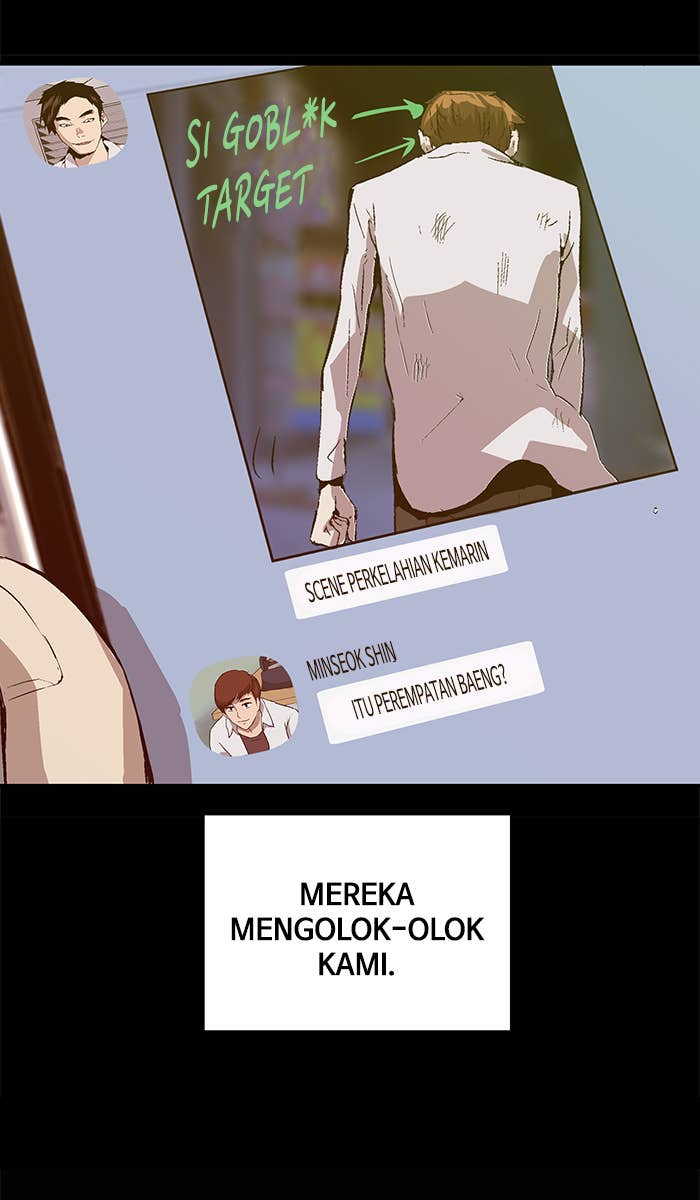 SI GOBL*K
TARGET
SCENE PERKELAHIAN KEMARIN
MINSEOK SHIN
ITU PEREMPATAN BAENG?
MEREKA
MENGOLOK-OLOK
KAMI.